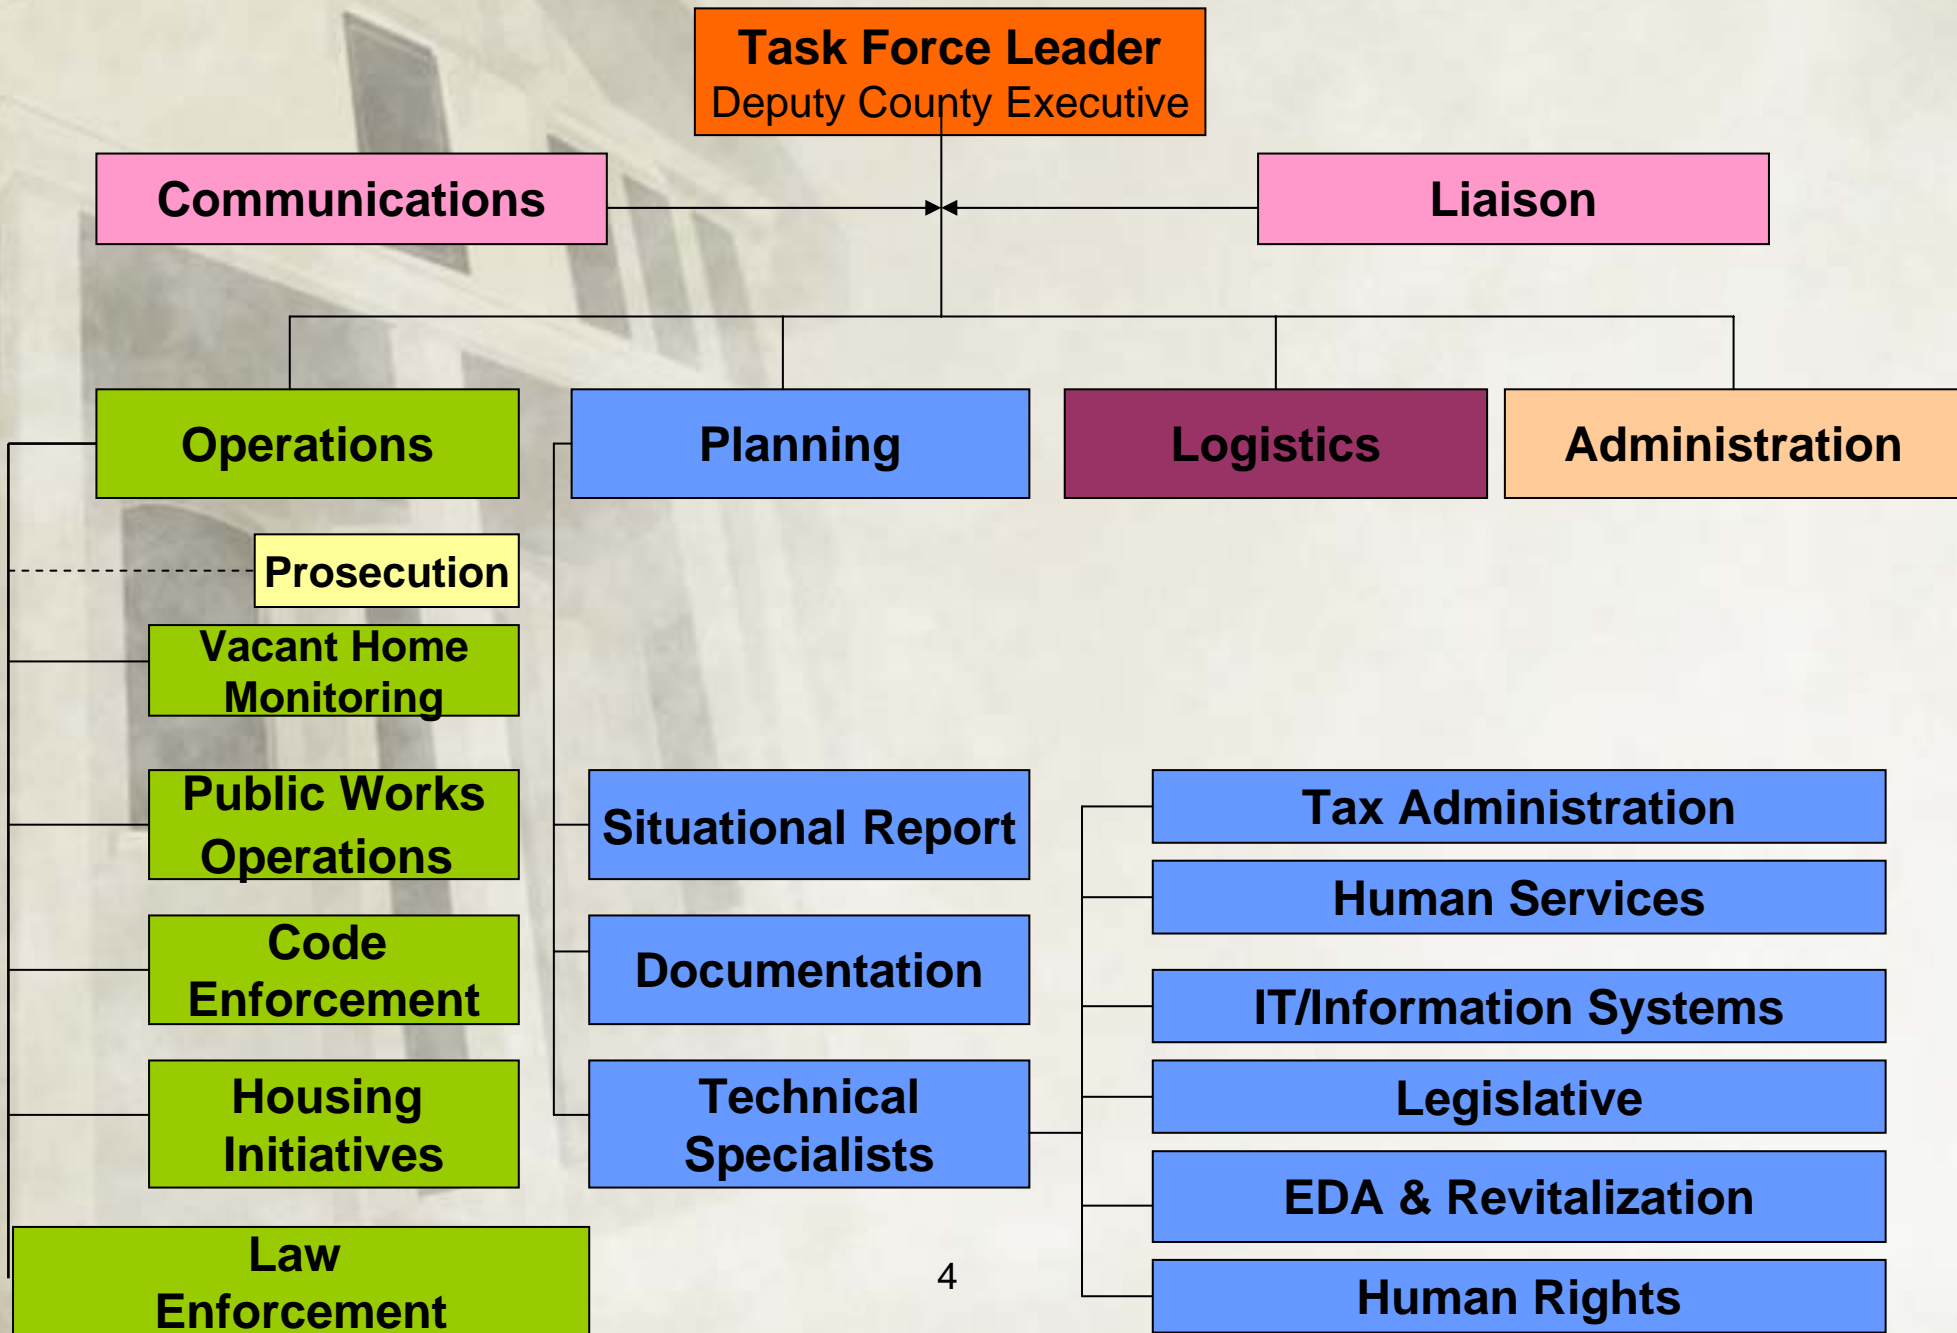 Task Force Leader
Deputy County Executive
Communications
Liaison
Operations
Planning
Logistics
Administration
Prosecution
Vacant Home
Monitoring
Public Works
Operations
Code
Enforcement
Housing
Initiatives
Law
Enforcement
Situational Report
Documentation
Technical
Specialists
Tax Administration
Human Services
IT/Information Systems
Legislative
EDA & Revitalization
Human Rights
4